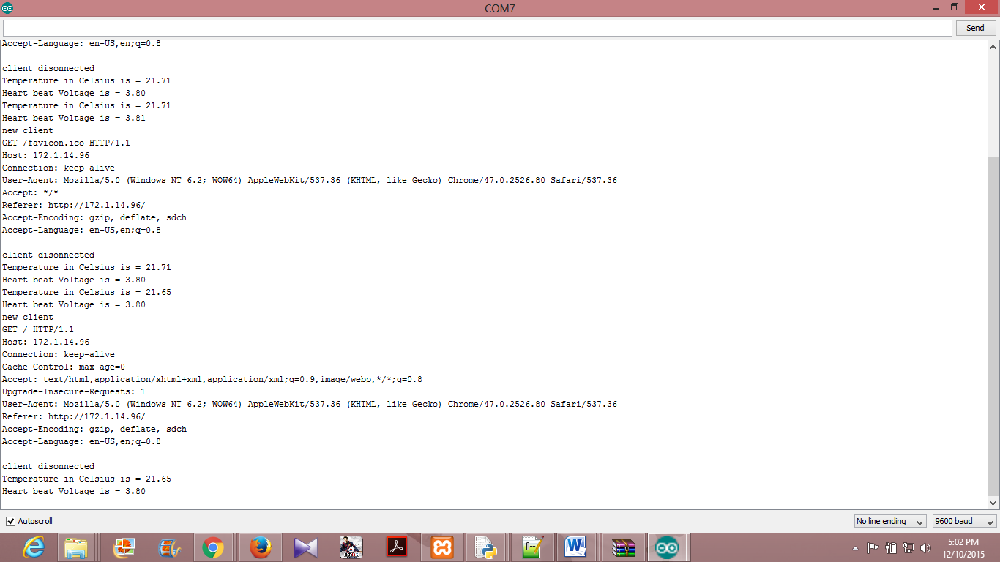 COM7
Send
Accept-Language: en-US,en;q=0.8
client disonnected
Temperature in Celsius is = 21.71
Heart beat Voltage is = 3.80
Temperature in Celsius is = 21.71
Heart beat Voltage is = 3.81
new client
GET /favicon.ico HTTP/1.1
Host: 172.1.14.96
Connection: keep-alive
User-Agent: Mozilla/5.0 (Windows NT 6.2; WOW64) AppleWebKit/537.36 (KHTML, like Gecko) Chrome/47.0.2526.80 Safari/537.36
Accept: */*
Referer: http://172.1.14.96/
Accept-Encoding: gzip, deflate, sdch
Accept-Language: en-US,en;q=0.8
client disonnected
Temperature in Celsius is = 21.71
Heart beat Voltage is = 3.80
Temperature in Celsius is = 21.65
Heart beat Voltage is = 3.80
new client
GET / HTTP/1.1
Host: 172.1.14.96
Connection: keep-alive
Cache-Control: max-age=0
Accept: text/html,application/xhtml+xml,application/xml;q=0.9,image/webp,*/*;q=0.8
Upgrade-Insecure-Requests: 1
User-Agent: Mozilla/5.0 (Windows NT 6.2; WOW64) AppleWebKit/537.36 (KHTML, like Gecko) Chrome/47.0.2526.80 Safari/537.36
Referer: http://172.1.14.96/
Accept-Encoding: gzip, deflate, sdch
Accept-Language: en-US,en;q=0.8
client disonnected
Temperature in Celsius is = 21.65
Heart beat Voltage is = 3.80
Autoscroll
No line ending
9600 baud
5:02 PM
12/10/2015